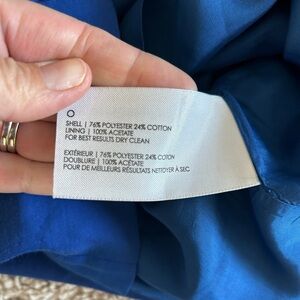 SHELL | 76% POLYESTER 24% COTTON
LINING | 100% ACETATE
FOR BEST RESULTS DRY CLEAN
EXTÉRIEUR | 76% POLYESTER 24% COTON
DOUBLURE | 100% ACÉTATE
POUR DE MEILLEURS RÉSULTATS NETTOYER À SEC